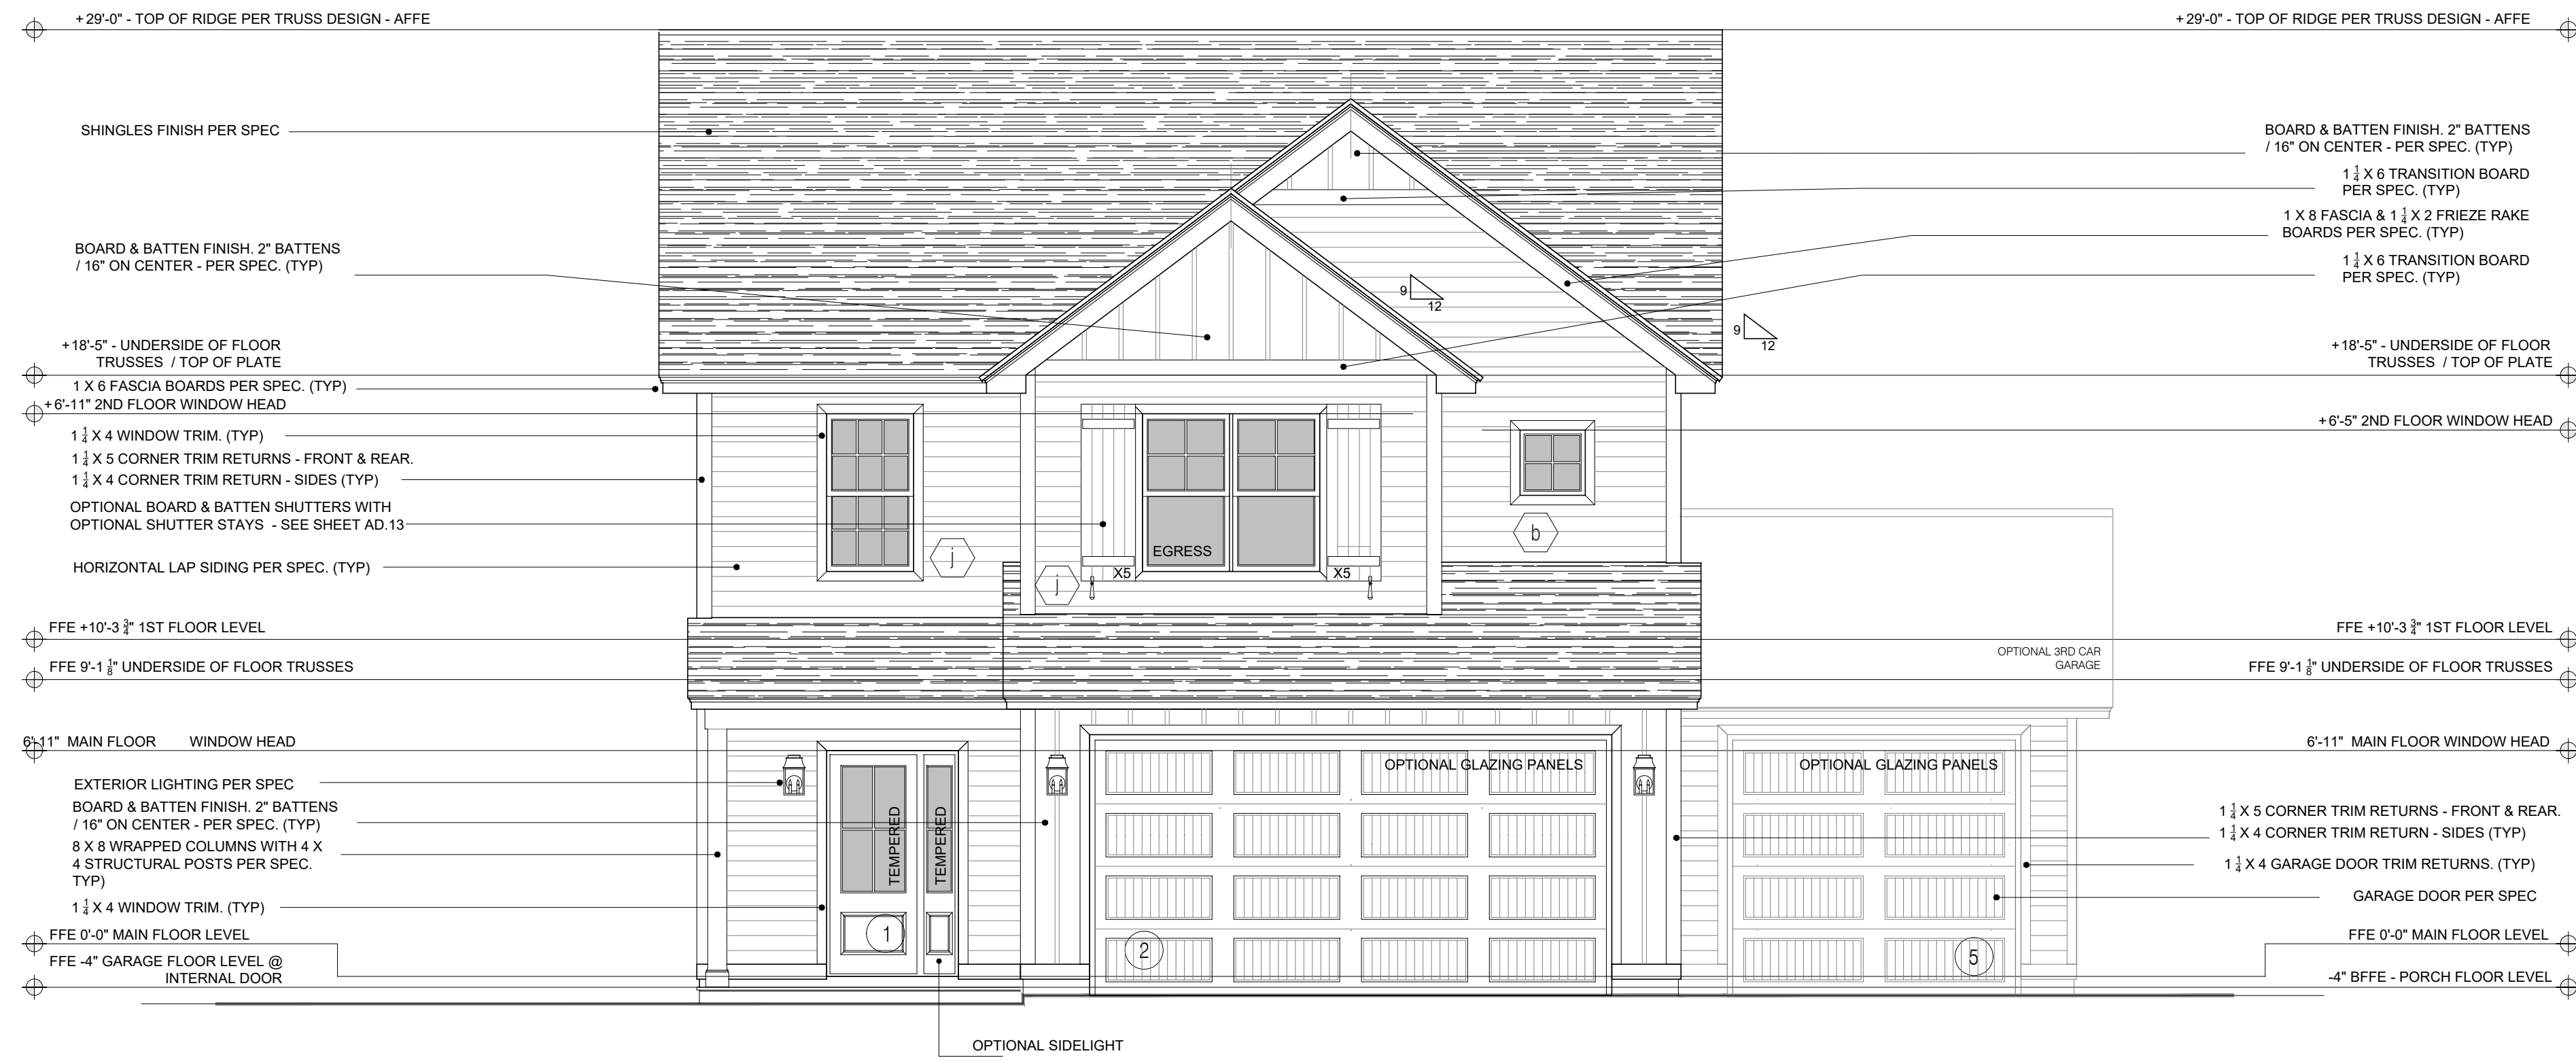 +29'-0" - TOP OF RIDGE PER TRUSS DESIGN - AFFE
+29'-0" - TOP OF RIDGE PER TRUSS DESIGN - AFFE
SHINGLES FINISH PER SPEC
BOARD & BATTEN FINISH. 2" BATTENS
/ 16" ON CENTER - PER SPEC. (TYP)
+18'-5" - UNDERSIDE OF FLOOR
TRUSSES / TOP OF PLATE
1 X 6 FASCIA BOARDS PER SPEC. (TYP)
+6'-11" 2ND FLOOR WINDOW HEAD
1 1/4 X 4 WINDOW TRIM. (TYP)
1 1/4 X 5 CORNER TRIM RETURNS - FRONT & REAR.
1 1/4 X 4 CORNER TRIM RETURN - SIDES (TYP)
OPTIONAL BOARD & BATTEN SHUTTERS WITH
OPTIONAL SHUTTER STAYS - SEE SHEET AD.13
HORIZONTAL LAP SIDING PER SPEC. (TYP)
FFE +10'-3 3/4" 1ST FLOOR LEVEL
FFE 9'-1 1/8" UNDERSIDE OF FLOOR TRUSSES
6'-11" MAIN FLOOR WINDOW HEAD
EXTERIOR LIGHTING PER SPEC
BOARD & BATTEN FINISH. 2" BATTENS
/ 16" ON CENTER - PER SPEC. (TYP)
8 X 8 WRAPPED COLUMNS WITH 4 X
4 STRUCTURAL POSTS PER SPEC.
TYP)
1 1/4 X 4 WINDOW TRIM. (TYP)
FFE 0'-0" MAIN FLOOR LEVEL
FFE -4" GARAGE FLOOR LEVEL @
INTERNAL DOOR
9
12
9
12
EGRESS
X5
X5
j
j
b
TEMPERED
TEMPERED
1
2
5
OPTIONAL GLAZING PANELS
OPTIONAL GLAZING PANELS
OPTIONAL 3RD CAR
GARAGE
OPTIONAL SIDELIGHT
BOARD & BATTEN FINISH. 2" BATTENS
/ 16" ON CENTER - PER SPEC. (TYP)
1 1/4 X 6 TRANSITION BOARD
PER SPEC. (TYP)
1 X 8 FASCIA & 1 1/4 X 2 FRIEZE RAKE
BOARDS PER SPEC. (TYP)
1 1/4 X 6 TRANSITION BOARD
PER SPEC. (TYP)
+18'-5" - UNDERSIDE OF FLOOR
TRUSSES / TOP OF PLATE
+6'-5" 2ND FLOOR WINDOW HEAD
FFE +10'-3 3/4" 1ST FLOOR LEVEL
FFE 9'-1 1/8" UNDERSIDE OF FLOOR TRUSSES
6'-11" MAIN FLOOR WINDOW HEAD
1 1/4 X 5 CORNER TRIM RETURNS - FRONT & REAR.
1 1/4 X 4 CORNER TRIM RETURN - SIDES (TYP)
1 1/4 X 4 GARAGE DOOR TRIM RETURNS. (TYP)
GARAGE DOOR PER SPEC
FFE 0'-0" MAIN FLOOR LEVEL
-4" BFFE - PORCH FLOOR LEVEL